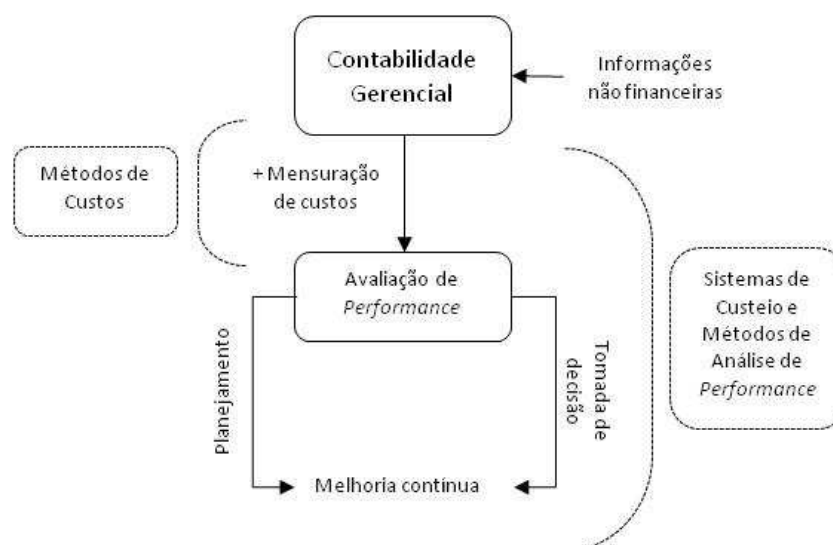 Contabilidade
Gerencial
Informações
não financeiras
Métodos de
Custos
+ Mensuração
de custos
Avaliação de
Performance
Sistemas de
Custeio e
Métodos de
Análise de
Performance
Planejamento
Tomada de
decisão
Melhoria contínua